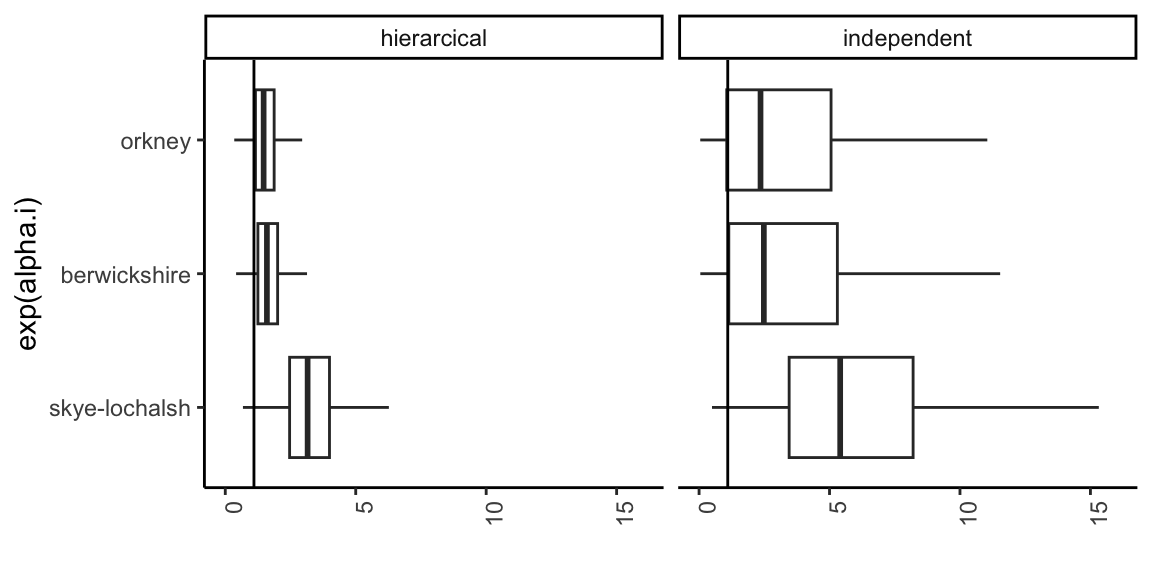 hierarcical
independent
exp(alpha.i)
orkney
berwickshire
skye-lochalsh
0 5 10 15
0 5 10 15